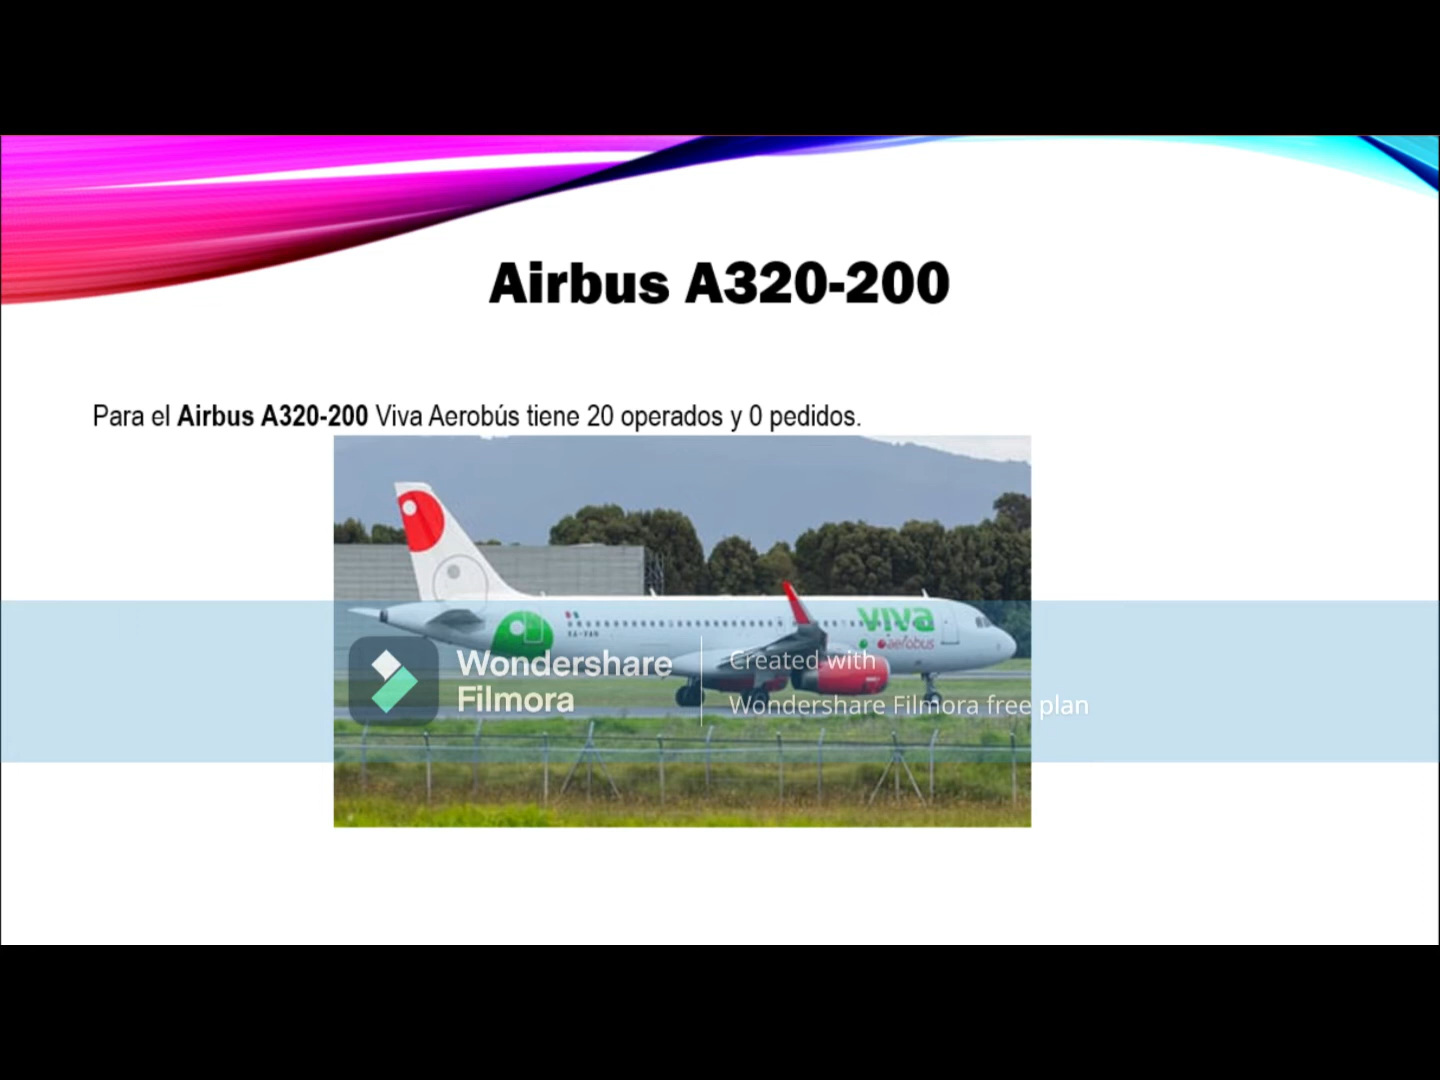 Airbus A320-200
Para el Airbus A320-200 Viva Aerobús tiene 20 operados y 0 pedidos.
viva
aerobus
Wondershare
Filmora
Created with
Wondershare Filmora free plan